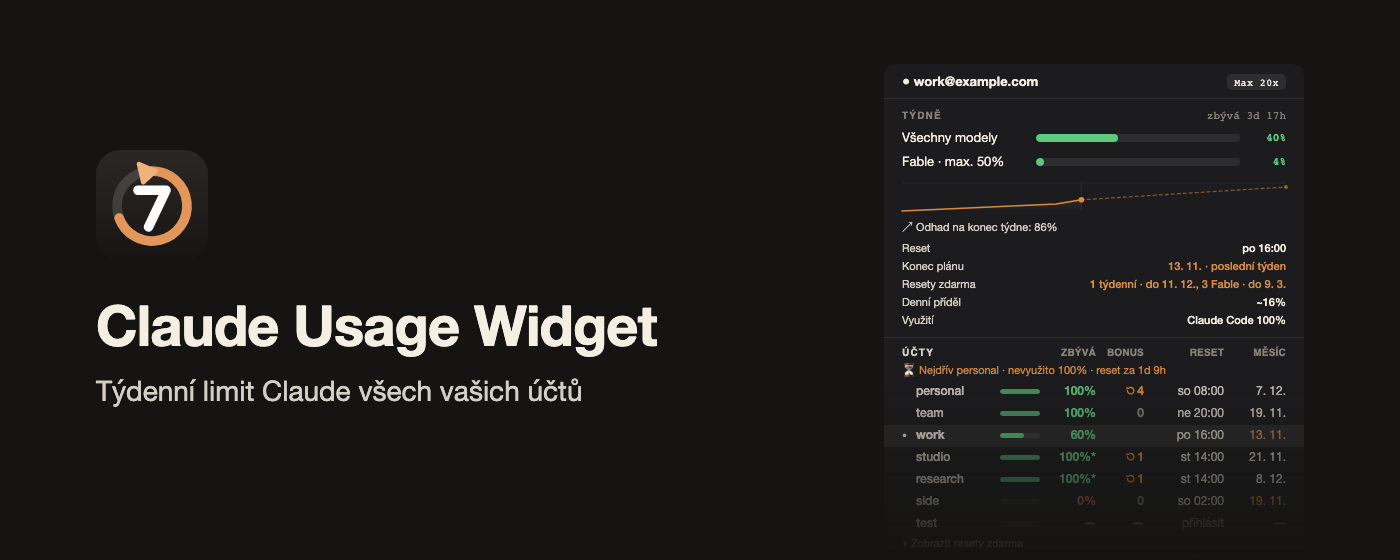 7
Claude Usage Widget
Týdenní limit Claude všech vašich účtů
work@example.com Max 20x
TÝDNĚ zbývá 3d 17h
Všechny modely 40%
Fable · max. 50% 4%
↗ Odhad na konec týdne: 86%
Reset po 16:00
Konec plánu 13. 11. · poslední týden
Resety zdarma 1 týdenní · do 11. 12., 3 Fable · do 9. 3.
Denní příděl ~16%
Využití Claude Code 100%
ÚČTY ZBÝVÁ BONUS RESET MĚSÍC
⏳ Nejdřív personal · nevyužito 100% · reset za 1d 9h
personal 100% 4 so 08:00 7. 12.
team 100% 0 ne 20:00 19. 11.
• work 60% po 16:00 13. 11.
studio 100%* 1 st 14:00 21. 11.
research 100%* 1 st 14:00 8. 12.
side 0% 0 so 02:00 19. 11.
test — — přihlásit —
Zobrazit resety zdarma